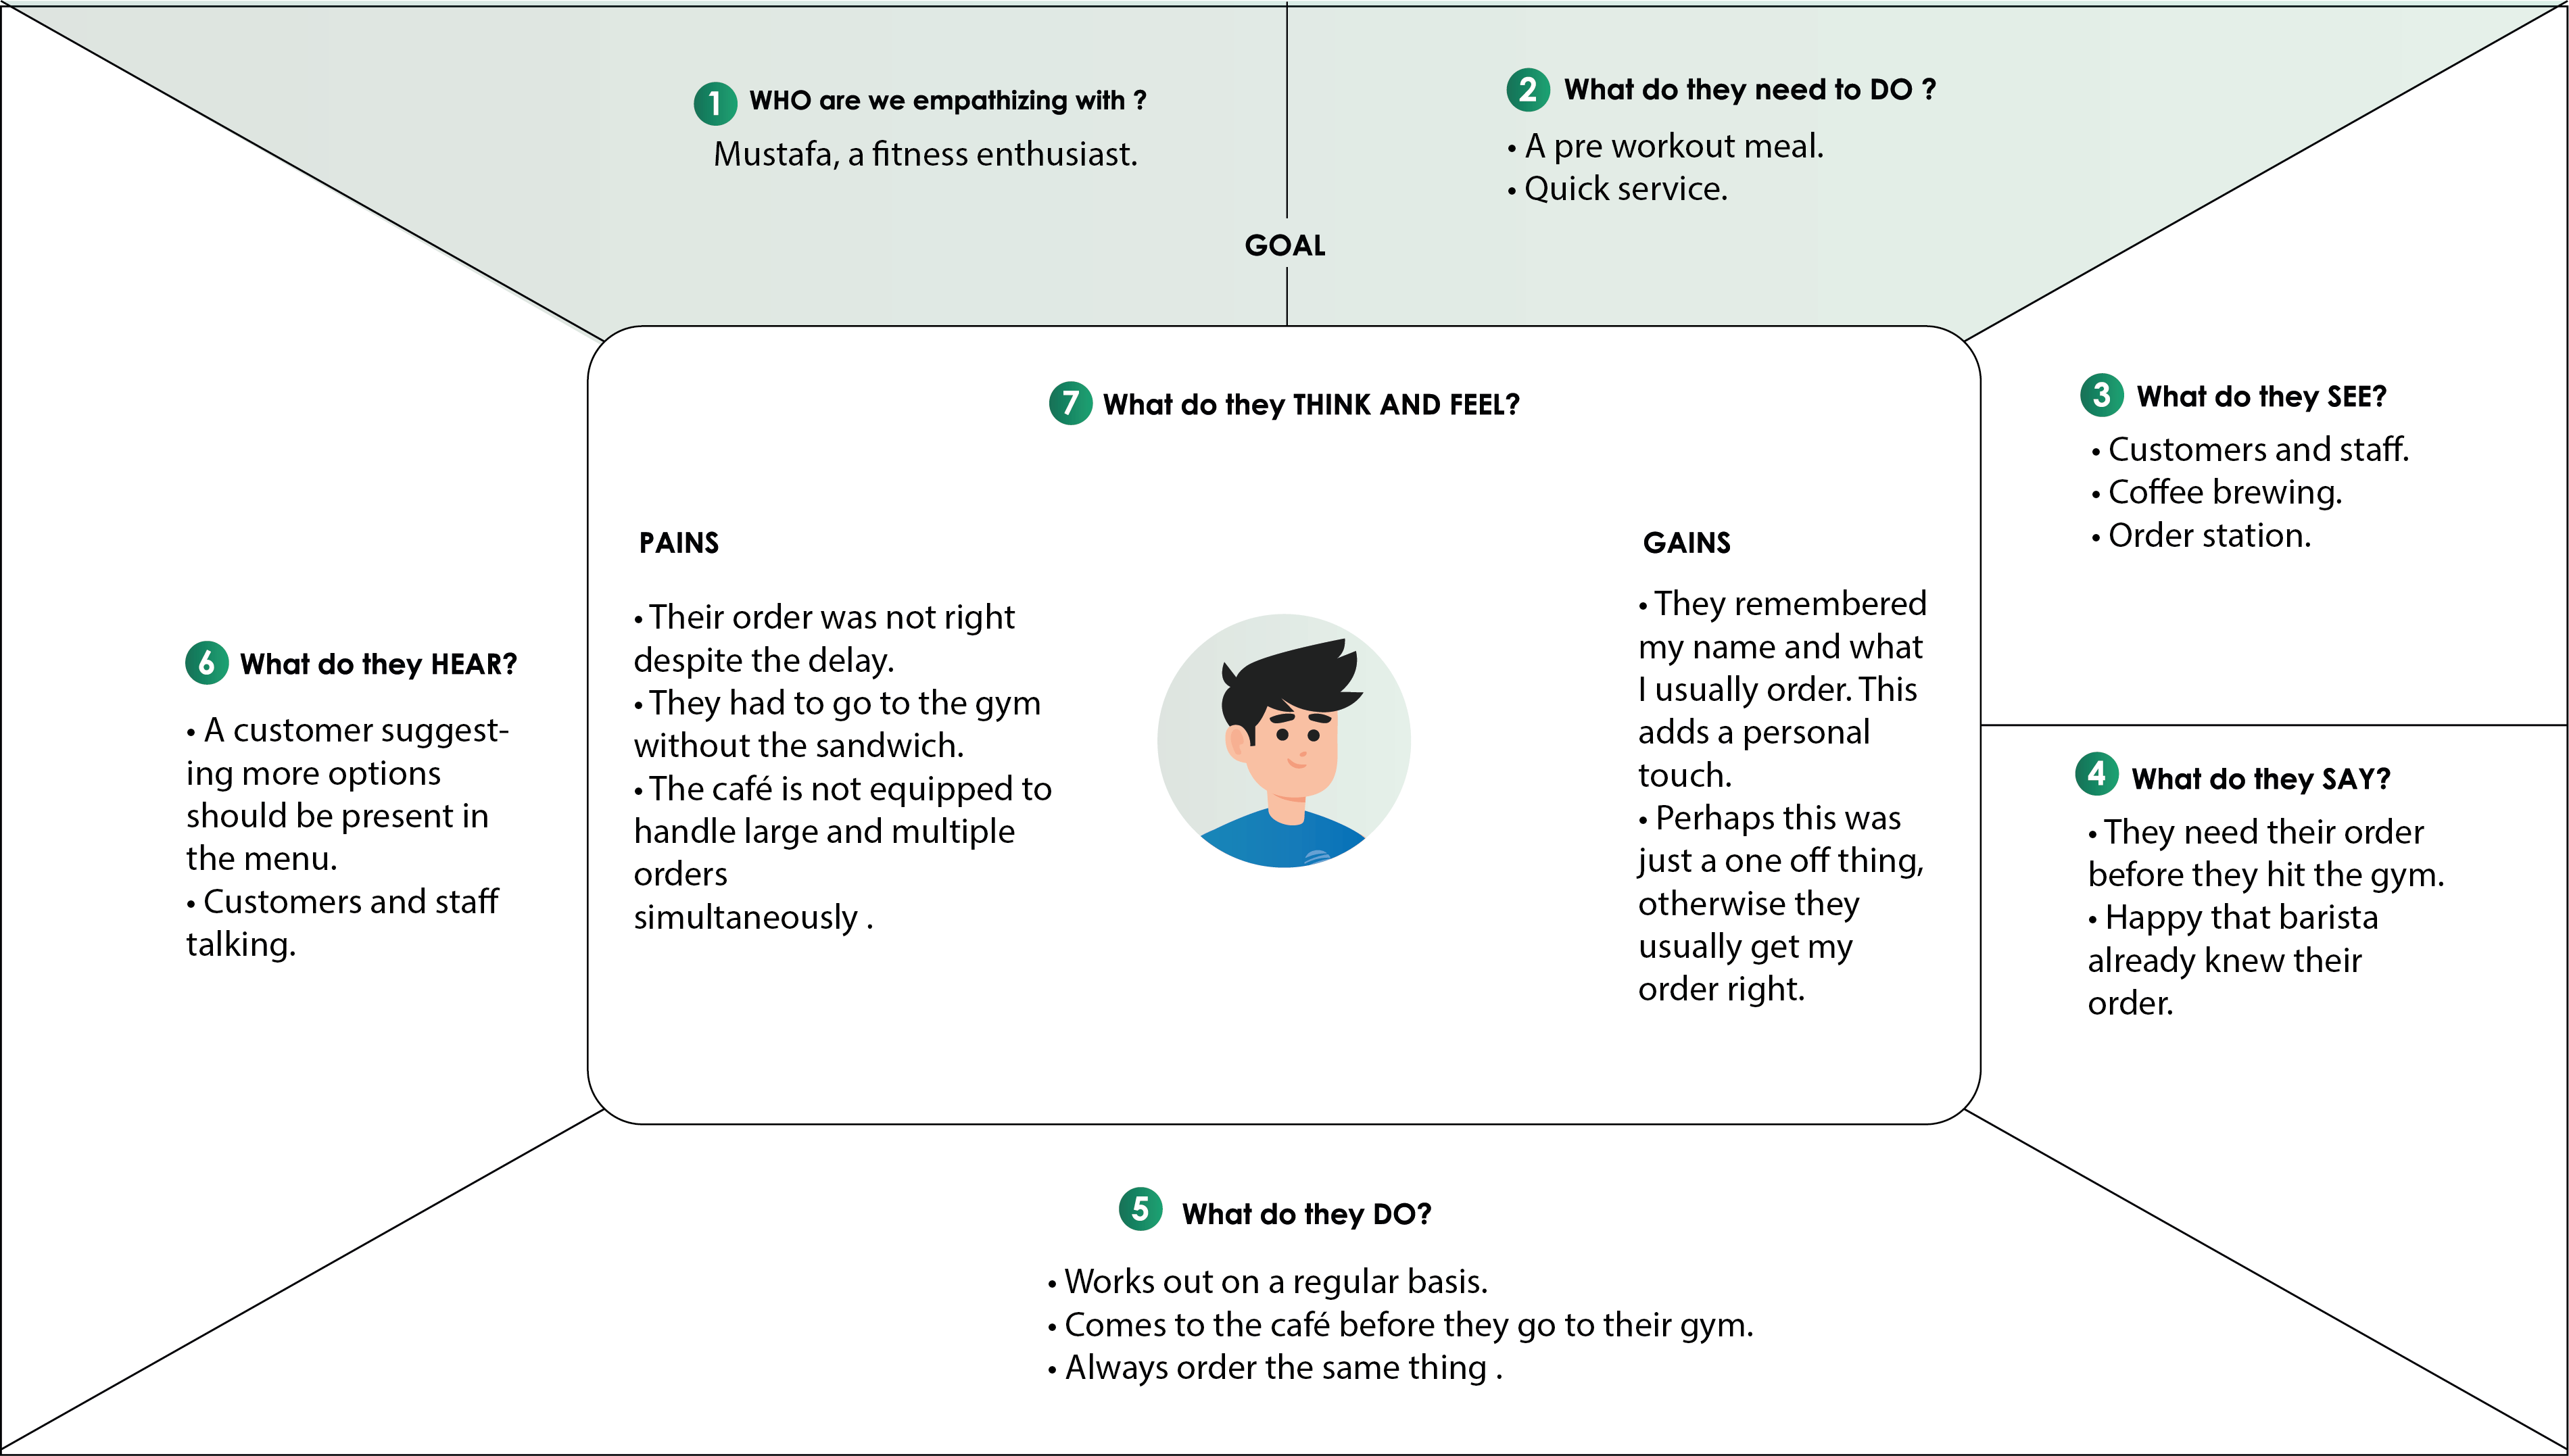 1 WHO are we empathizing with ?
Mustafa, a fitness enthusiast.
2 What do they need to DO ?
• A pre workout meal.
• Quick service.
GOAL
3 What do they SEE?
• Customers and staff.
• Coffee brewing.
• Order station.
4 What do they SAY?
• They need their order
before they hit the gym.
• Happy that barista
already knew their
order.
5 What do they DO?
• Works out on a regular basis.
• Comes to the café before they go to their gym.
• Always order the same thing .
6 What do they HEAR?
• A customer suggest-
ing more options
should be present in
the menu.
• Customers and staff
talking.
7 What do they THINK AND FEEL?
PAINS
• Their order was not right
despite the delay.
• They had to go to the gym
without the sandwich.
• The café is not equipped to
handle large and multiple
orders
simultaneously .
GAINS
• They remembered
my name and what
I usually order. This
adds a personal
touch.
• Perhaps this was
just a one off thing,
otherwise they
usually get my
order right.